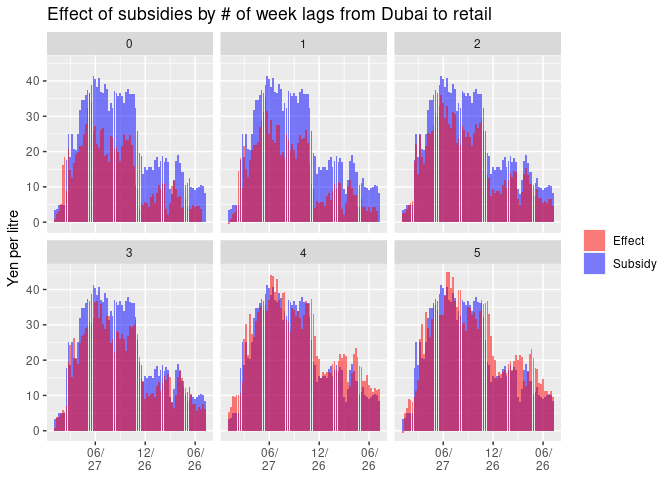 Effect of subsidies by # of week lags from Dubai to retail
0 1 2
40
30
20
10
0
3 4 5
40
30
20
10
0
06/ 12/ 06/ 06/ 12/ 06/ 06/ 12/ 06/
27 26 26 27 26 26 27 26 26
Yen per litre
Effect
Subsidy